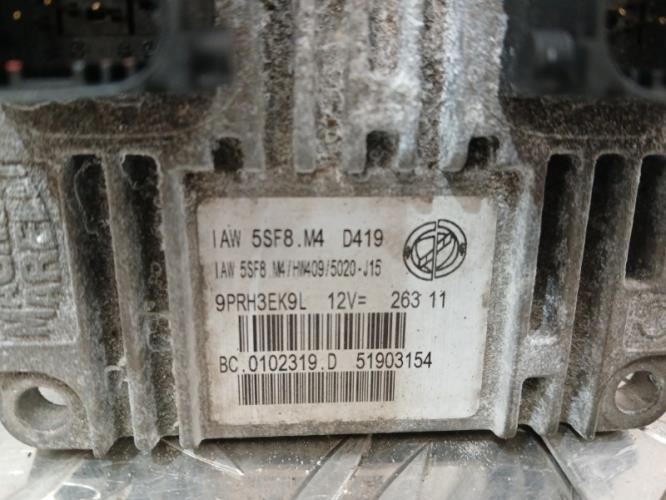 IAW 5SF8.M4 D419
IAW 5SF8.M4/HW409/5020-J15
9PRH3EK9L 12V= 263 11
BC.0102319.D 51903154